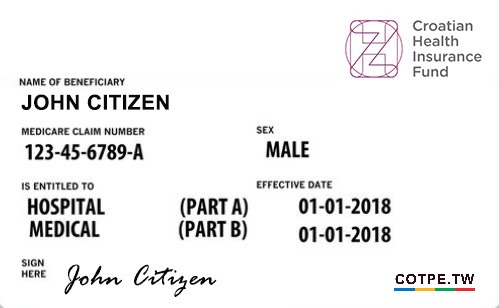 Croatian
Health
Insurance
Fund
NAME OF BENEFICIARY
JOHN CITIZEN
MEDICARE CLAIM NUMBER
SEX
123-45-6789-A
MALE
IS ENTITLED TO
EFFECTIVE DATE
HOSPITAL (PART A) 01-01-2018
MEDICAL (PART B) 01-01-2018
SIGN
HERE
John Citizen
COTPE.TW